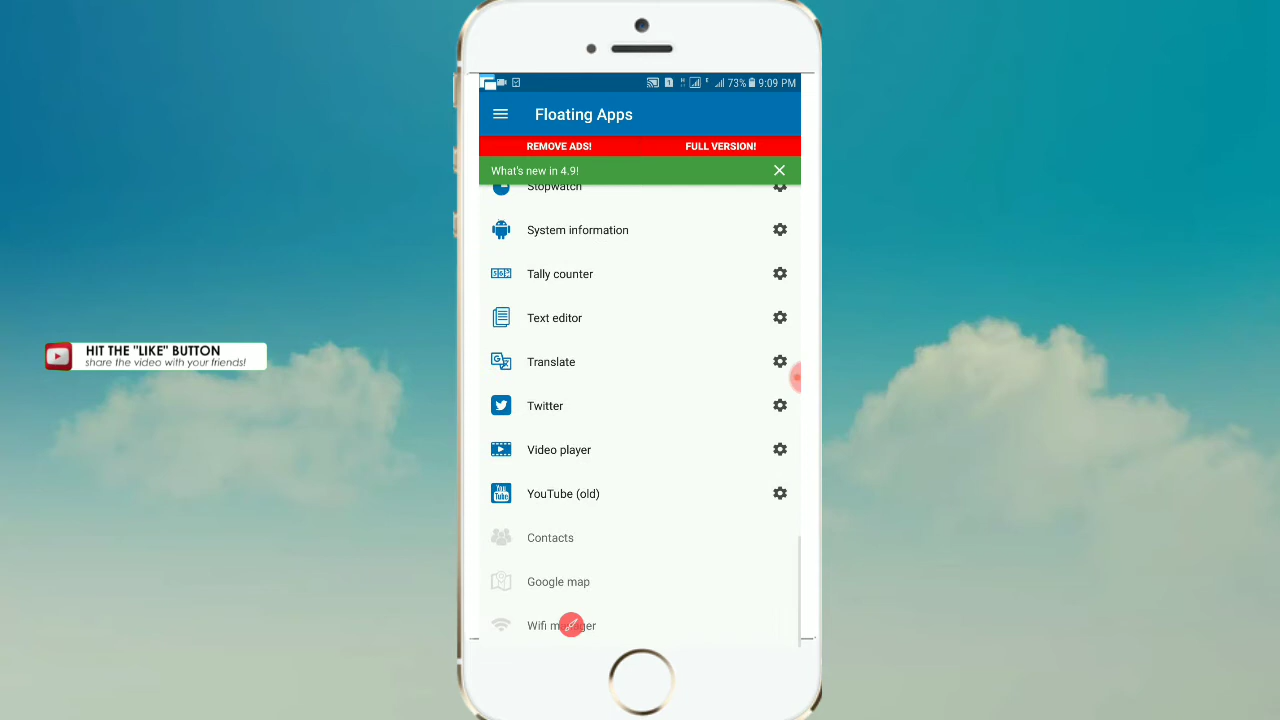 73% 9:09 PM
Floating Apps
REMOVE ADS! FULL VERSION!
What's new in 4.9!
Stopwatch
System information
Tally counter
Text editor
Translate
Twitter
Video player
YouTube (old)
Contacts
Google map
Wifi manager
HIT THE "LIKE" BUTTON
share the video with your friends!